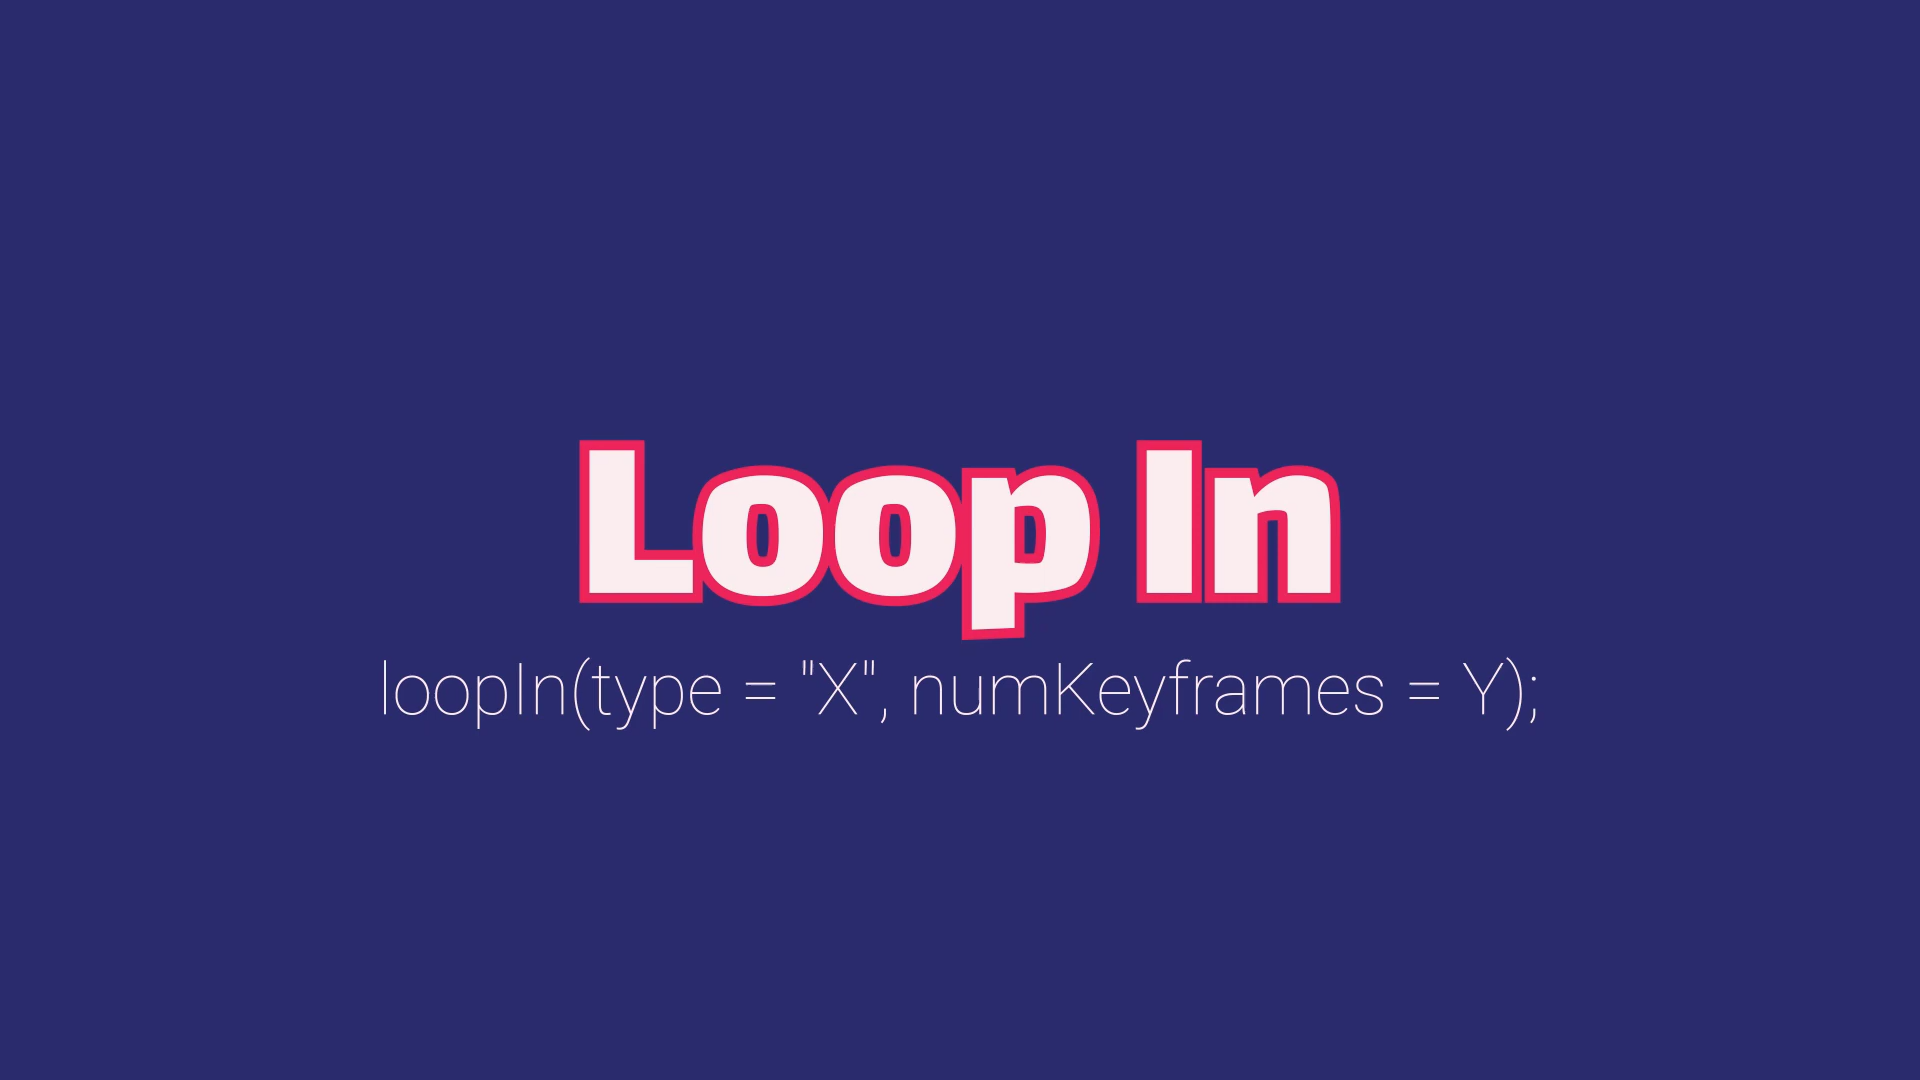 Loop In
loopIn(type = "X", numKeyframes = Y);